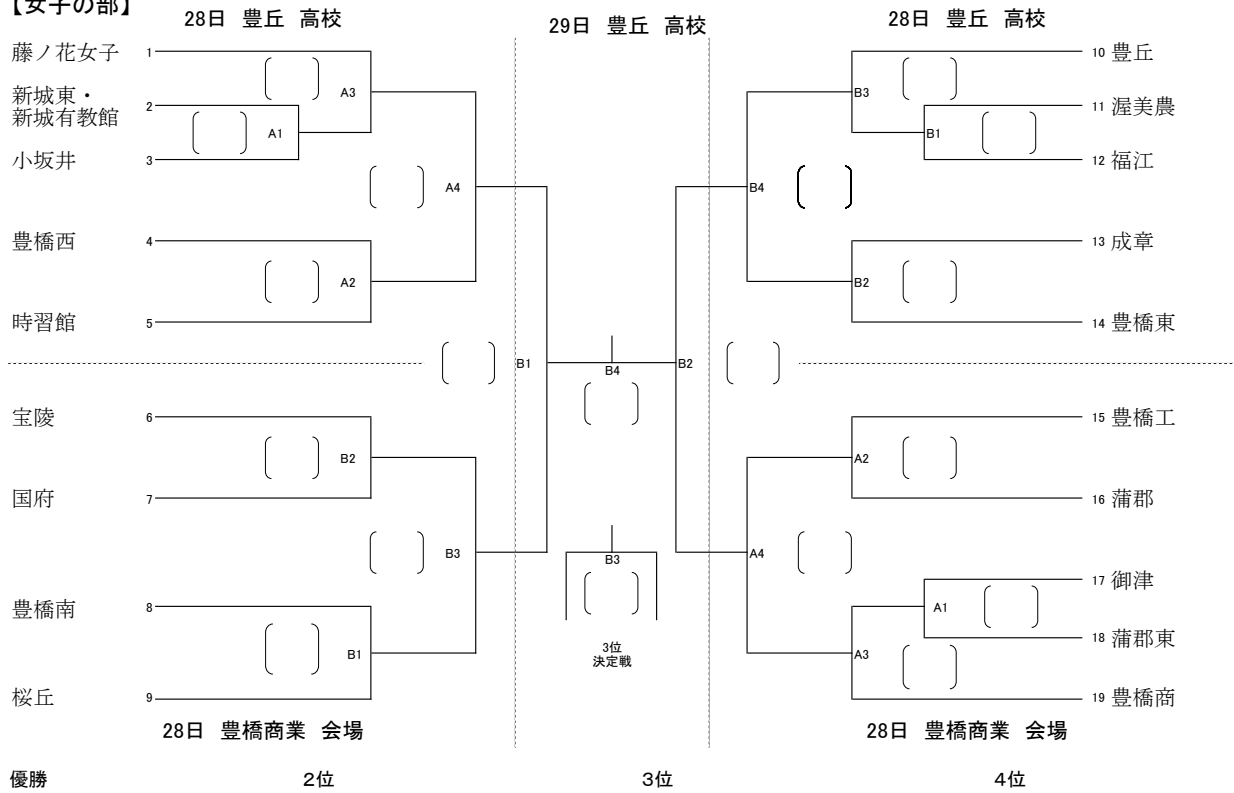 【女子の部】
28日 豊丘 高校
29日 豊丘 高校
28日 豊丘 高校
藤ノ花女子 1
新城東・
新城有教館 2
小坂井 3
豊橋西 4
時習館 5
宝陵 6
国府 7
豊橋南 8
桜丘 9
A3
A1
A4
A2
B1
B2
B3
B1
B4
B3
3位
決定戦
B2
B3
B1
B4
B2
A2
A4
A1
A3
10 豊丘
11 渥美農
12 福江
13 成章
14 豊橋東
15 豊橋工
16 蒲郡
17 御津
18 蒲郡東
19 豊橋商
28日 豊橋商業 会場
28日 豊橋商業 会場
優勝 2位 3位 4位